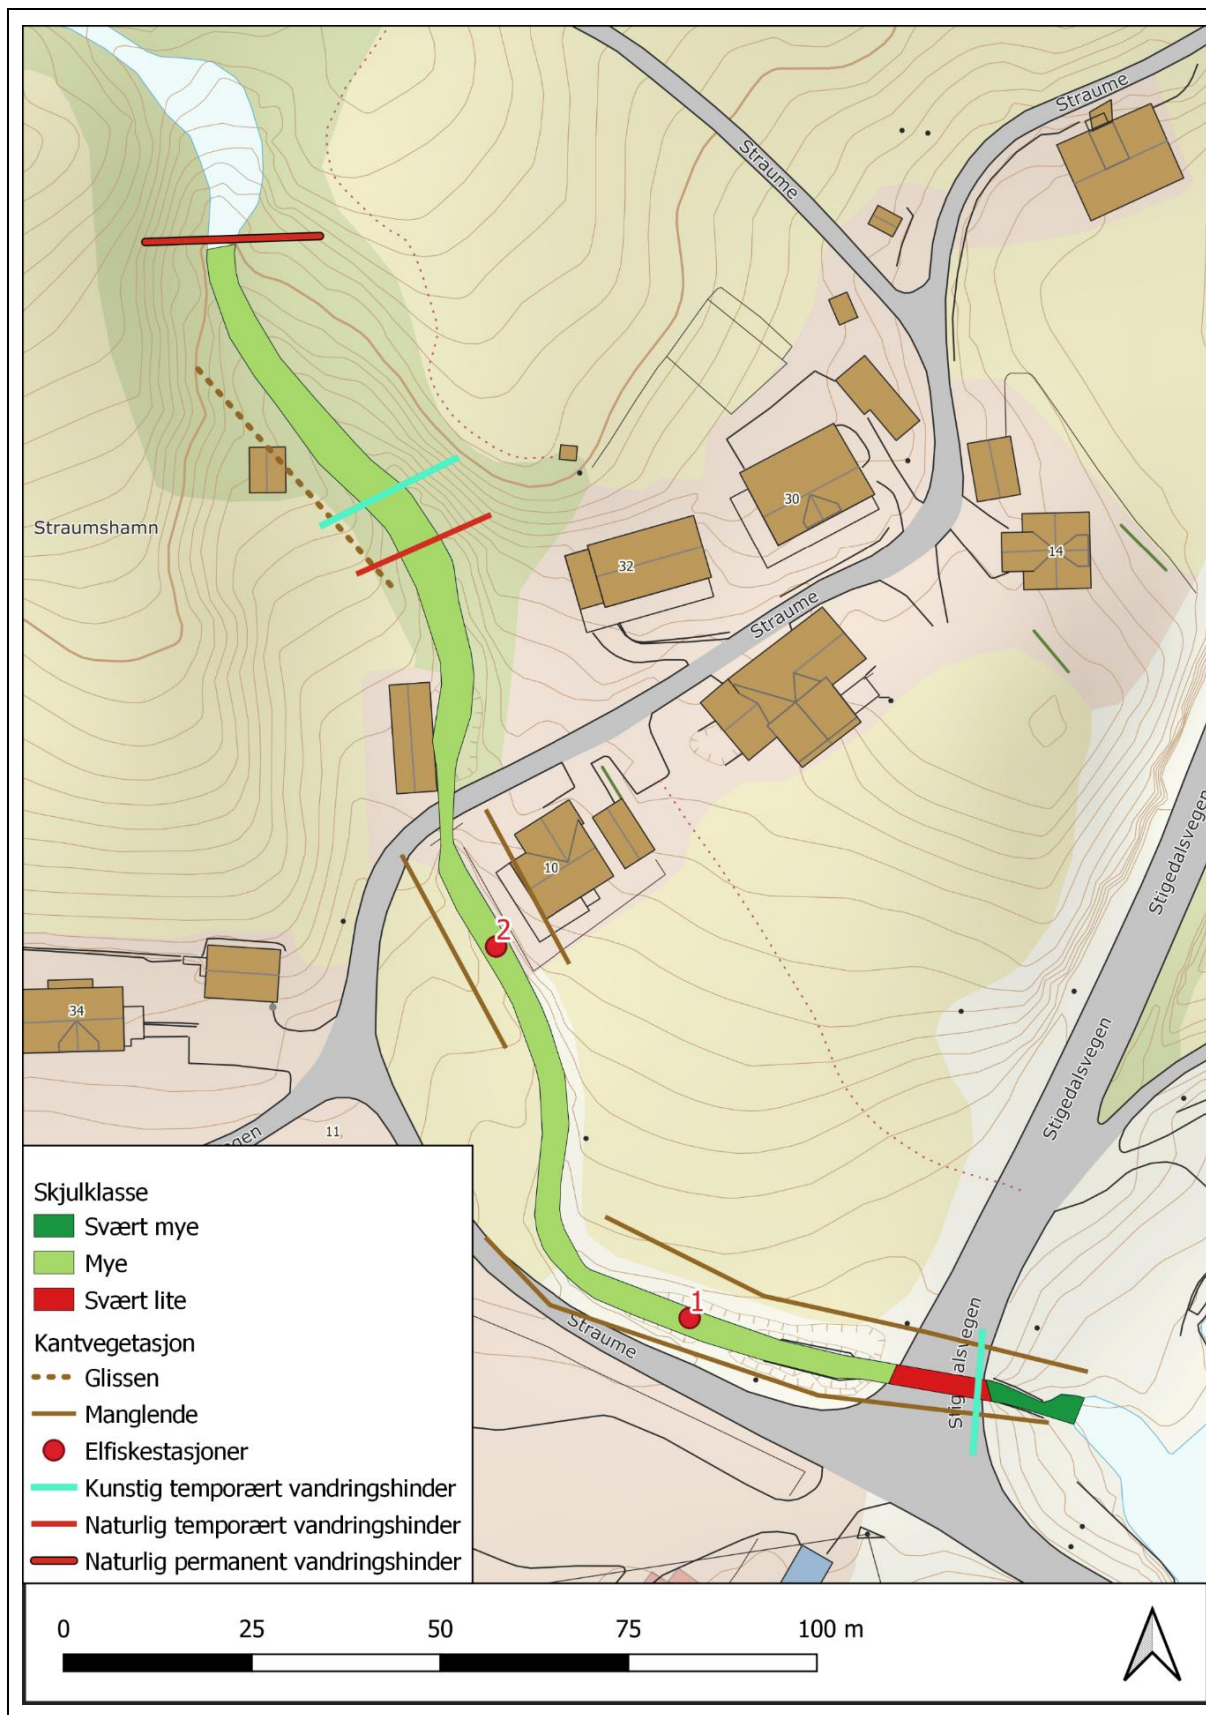 Straume
Straume
Straumshamn
30
14
32
Straume
Stigedalsvegen
10
2
34
Stigedalsvegen
11
1
Straume
Skjulklasse
Svært mye
Mye
Svært lite
Kantvegetasjon
Glissen
Manglende
Elfiskestasjoner
Kunstig temporært vandringshinder
Naturlig temporært vandringshinder
Naturlig permanent vandringshinder
0 25 50 75 100 m